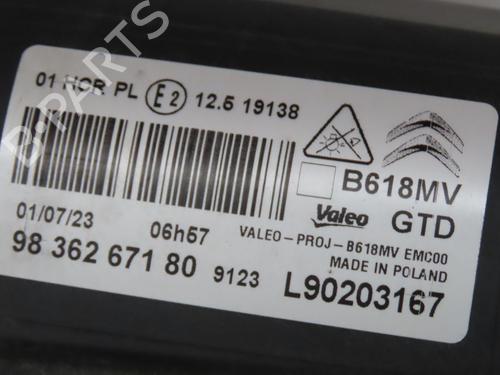 01 HCR PL E2 12.5 19138
B618MV
Valeo GTD
01/07/23 06h57
VALEO-PROJ-B618MV EMC00
MADE IN POLAND
98 362 671 80 9123
L90203167
B-PARTS